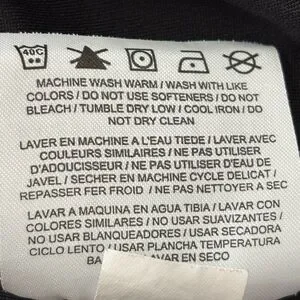 40C
MACHINE WASH WARM / WASH WITH LIKE
COLORS / DO NOT USE SOFTENERS / DO NOT
BLEACH / TUMBLE DRY LOW / COOL IRON / DO
NOT DRY CLEAN
LAVER EN MACHINE A L'EAU TIEDE / LAVER AVEC
COULEURS SIMILAIRES / NE PAS UTILISER
D'ADOUCISSEUR / NE PAS UTILISER D'EAU DE
JAVEL / SECHER EN MACHINE CYCLE DELICAT /
REPASSER FER FROID / NE PAS NETTOYER A SEC
LAVAR A MAQUINA EN AGUA TIBIA / LAVAR CON
COLORES SIMILARES / NO USAR SUAVIZANTES /
NO USAR BLANQUEADORES / USAR SECADORA
CICLO LENTO / USAR PLANCHA TEMPERATURA
LAVAR EN SECO